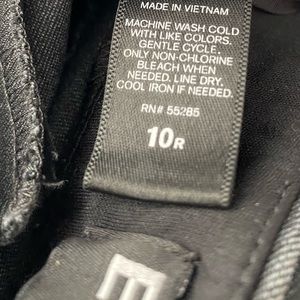 MADE IN VIETNAM
MACHINE WASH COLD
WITH LIKE COLORS.
GENTLE CYCLE.
ONLY NON-CHLORINE
BLEACH WHEN
NEEDED. LINE DRY.
COOL IRON IF NEEDED.
RN# 55285
10R